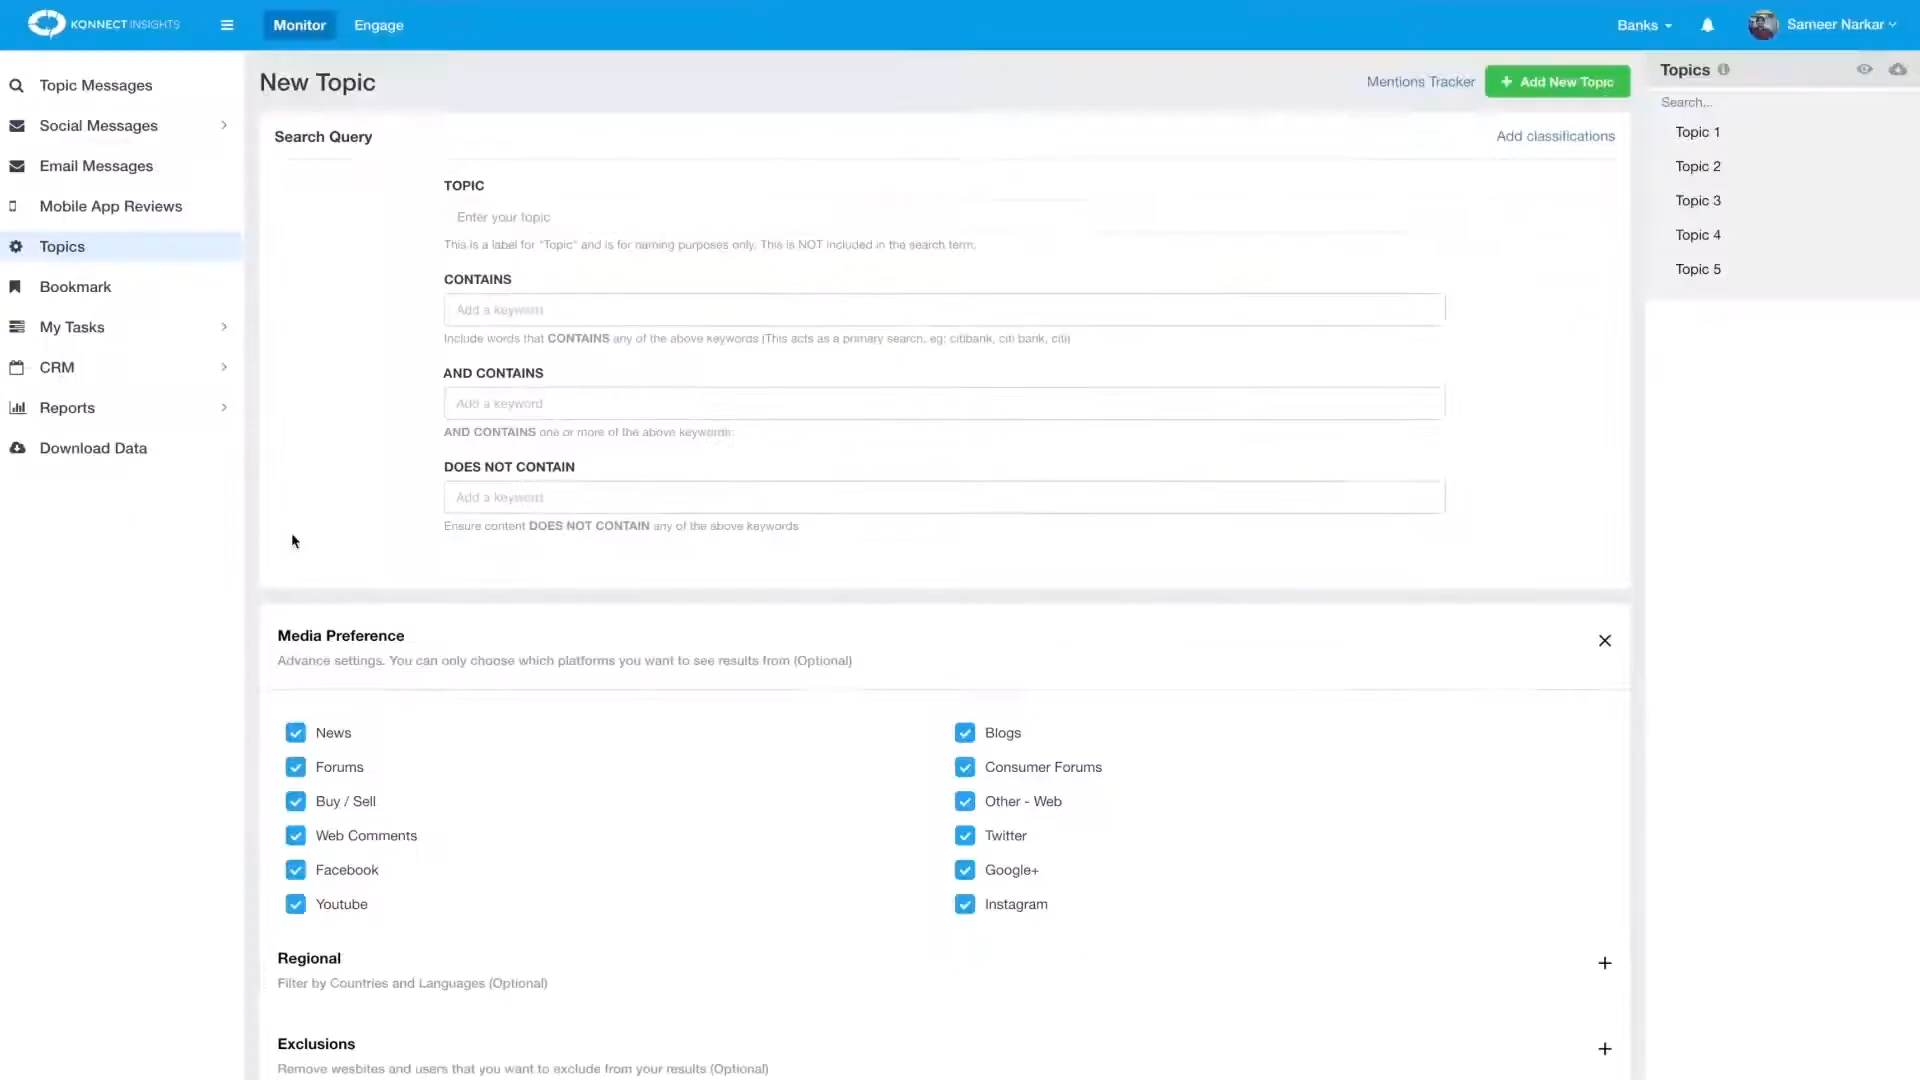 KONNECT INSIGHTS
Monitor
Engage
Banks
Sameer Narkar
Topic Messages
Social Messages
Email Messages
Mobile App Reviews
Topics
Bookmark
My Tasks
CRM
Reports
Download Data
New Topic
Mentions Tracker
+ Add New Topic
Search Query
Add classifications
TOPIC
Enter your topic
This is a label for "Topic" and is for naming purposes only. This is NOT included in the search term.
CONTAINS
Add a keyword
Include words that CONTAINS any of the above keywords (This acts as a primary search, eg: citibank, citi bank, citi)
AND CONTAINS
Add a keyword
AND CONTAINS one or more of the above keywords.
DOES NOT CONTAIN
Add a keyword
Ensure content DOES NOT CONTAIN any of the above keywords
Media Preference
Advance settings. You can only choose which platforms you want to see results from (Optional)
News
Blogs
Forums
Consumer Forums
Buy / Sell
Other - Web
Web Comments
Twitter
Facebook
Google+
Youtube
Instagram
Regional
Filter by Countries and Languages (Optional)
Exclusions
Remove wesbites and users that you want to exclude from your results (Optional)
Topics
Search...
Topic 1
Topic 2
Topic 3
Topic 4
Topic 5